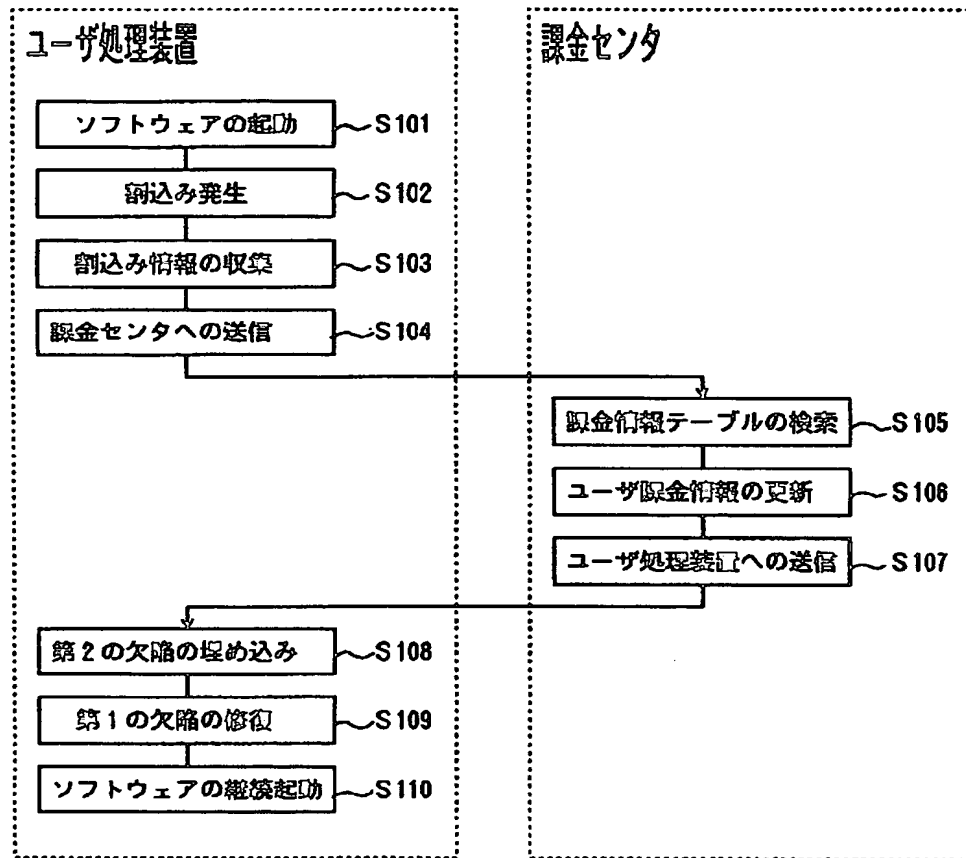 ユーザ処理装置
課金センタ
ソフトウェアの起動
S101
割込み発生
S102
割込み情報の収集
S103
課金センタへの送信
S104
課金情報テーブルの検索
S105
ユーザ課金情報の更新
S106
ユーザ処理装置への送信
S107
第2の欠陥の埋め込み
S108
第1の欠陥の修復
S109
ソフトウェアの継続起動
S110